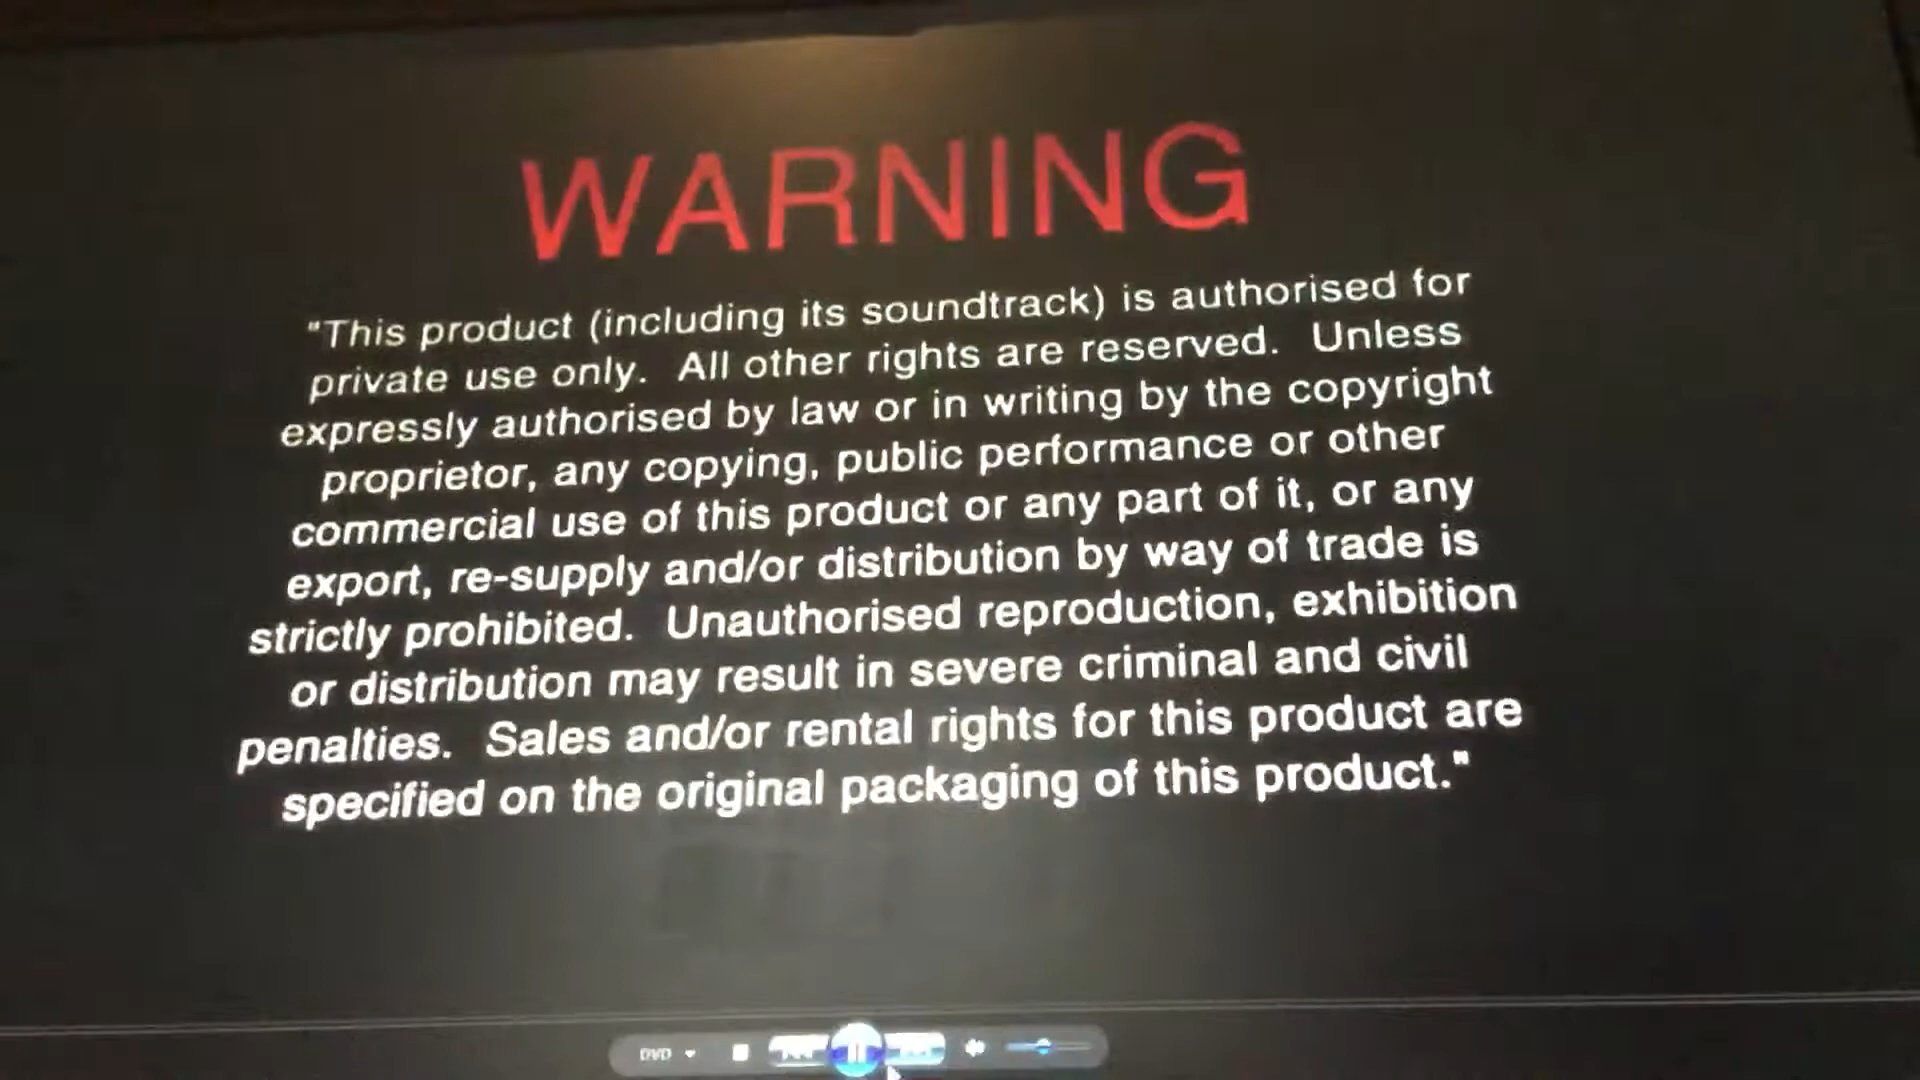 WARNING
"This product (including its soundtrack) is authorised for
private use only.  All other rights are reserved.  Unless
expressly authorised by law or in writing by the copyright
proprietor, any copying, public performance or other
commercial use of this product or any part of it, or any
export, re-supply and/or distribution by way of trade is
strictly prohibited.  Unauthorised reproduction, exhibition
or distribution may result in severe criminal and civil
penalties.  Sales and/or rental rights for this product are
specified on the original packaging of this product."
DVD